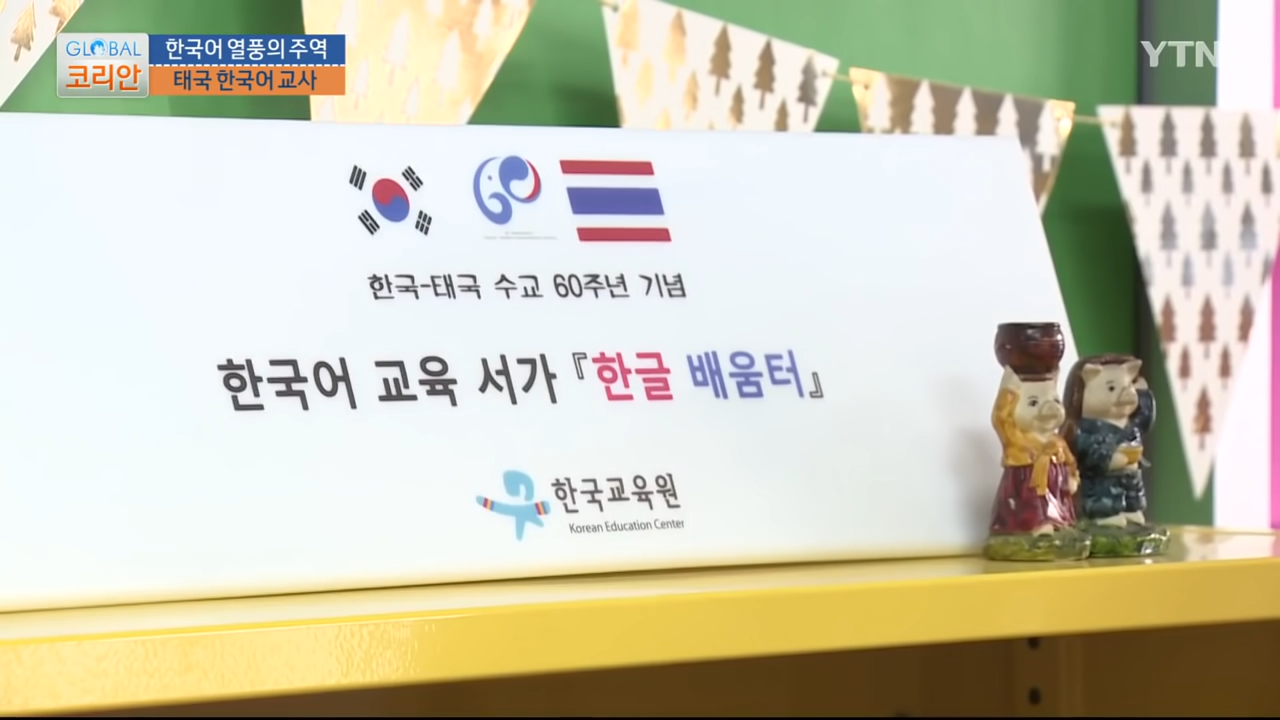 GLOBAL
코리안
한국어 열풍의 주역
태국 한국어 교사
YTN
한국-태국 수교 60주년 기념
한국어 교육 서가 『한글 배움터』
한국교육원
Korean Education Center